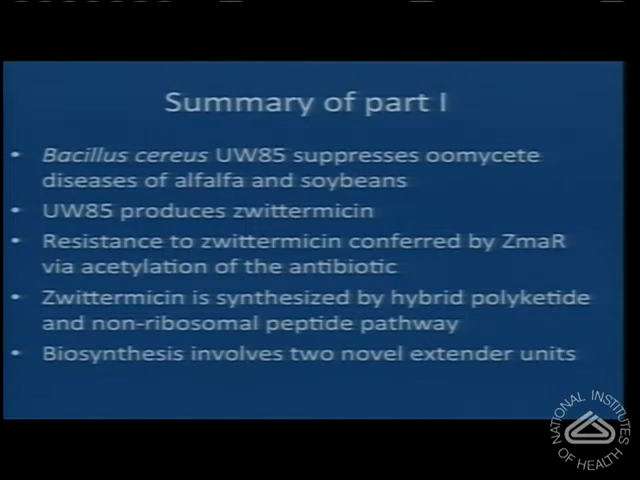 Summary of part I
• Bacillus cereus UW85 suppresses oomycete
diseases of alfalfa and soybeans
• UW85 produces zwittermicin
• Resistance to zwittermicin conferred by ZmaR
via acetylation of the antibiotic
• Zwittermicin is synthesized by hybrid polyketide
and non-ribosomal peptide pathway
• Biosynthesis involves two novel extender units
NATIONAL INSTITUTES
OF HEALTH